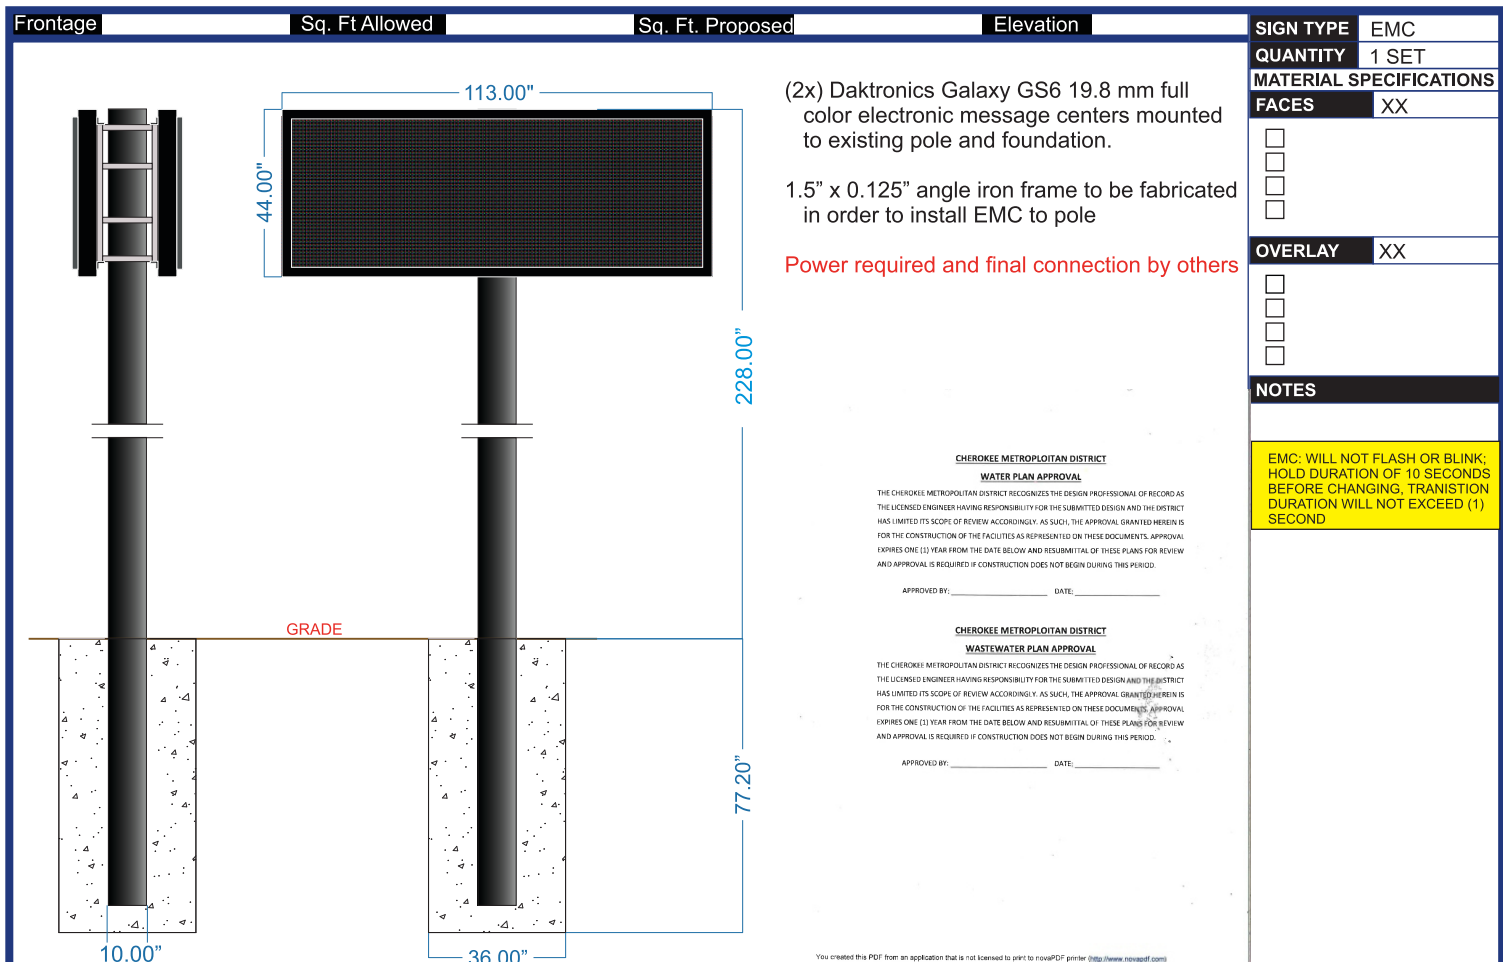 Frontage
Sq. Ft Allowed
Sq. Ft. Proposed
Elevation
SIGN TYPE EMC
QUANTITY 1 SET
MATERIAL SPECIFICATIONS
FACES XX
OVERLAY XX
NOTES
EMC: WILL NOT FLASH OR BLINK;
HOLD DURATION OF 10 SECONDS
BEFORE CHANGING, TRANISTION
DURATION WILL NOT EXCEED (1)
SECOND
113.00"
44.00"
228.00”
77.20”
GRADE
10.00”
36.00”
(2x) Daktronics Galaxy GS6 19.8 mm full
color electronic message centers mounted
to existing pole and foundation.
1.5” x 0.125” angle iron frame to be fabricated
in order to install EMC to pole
Power required and final connection by others
CHEROKEE METROPLOITAN DISTRICT
WATER PLAN APPROVAL
THE CHEROKEE METROPOLITAN DISTRICT RECOGNIZES THE DESIGN PROFESSIONAL OF RECORD AS
THE LICENSED ENGINEER HAVING RESPONSIBILITY FOR THE SUBMITTED DESIGN AND THE DISTRICT
HAS LIMITED ITS SCOPE OF REVIEW ACCORDINGLY. AS SUCH, THE APPROVAL GRANTED HEREIN IS
FOR THE CONSTRUCTION OF THE FACILITIES AS REPRESENTED ON THESE DOCUMENTS. APPROVAL
EXPIRES ONE (1) YEAR FROM THE DATE BELOW AND RESUBMITTAL OF THESE PLANS FOR REVIEW
AND APPROVAL IS REQUIRED IF CONSTRUCTION DOES NOT BEGIN DURING THIS PERIOD.
APPROVED BY: DATE:
CHEROKEE METROPLOITAN DISTRICT
WASTEWATER PLAN APPROVAL
THE CHEROKEE METROPOLITAN DISTRICT RECOGNIZES THE DESIGN PROFESSIONAL OF RECORD AS
THE LICENSED ENGINEER HAVING RESPONSIBILITY FOR THE SUBMITTED DESIGN AND THE DISTRICT
HAS LIMITED ITS SCOPE OF REVIEW ACCORDINGLY. AS SUCH, THE APPROVAL GRANTED HEREIN IS
FOR THE CONSTRUCTION OF THE FACILITIES AS REPRESENTED ON THESE DOCUMENTS. APPROVAL
EXPIRES ONE (1) YEAR FROM THE DATE BELOW AND RESUBMITTAL OF THESE PLANS FOR REVIEW
AND APPROVAL IS REQUIRED IF CONSTRUCTION DOES NOT BEGIN DURING THIS PERIOD.
APPROVED BY: DATE:
You created this PDF from an application that is not licensed to print to novaPDF printer (http://www.novapdf.com)